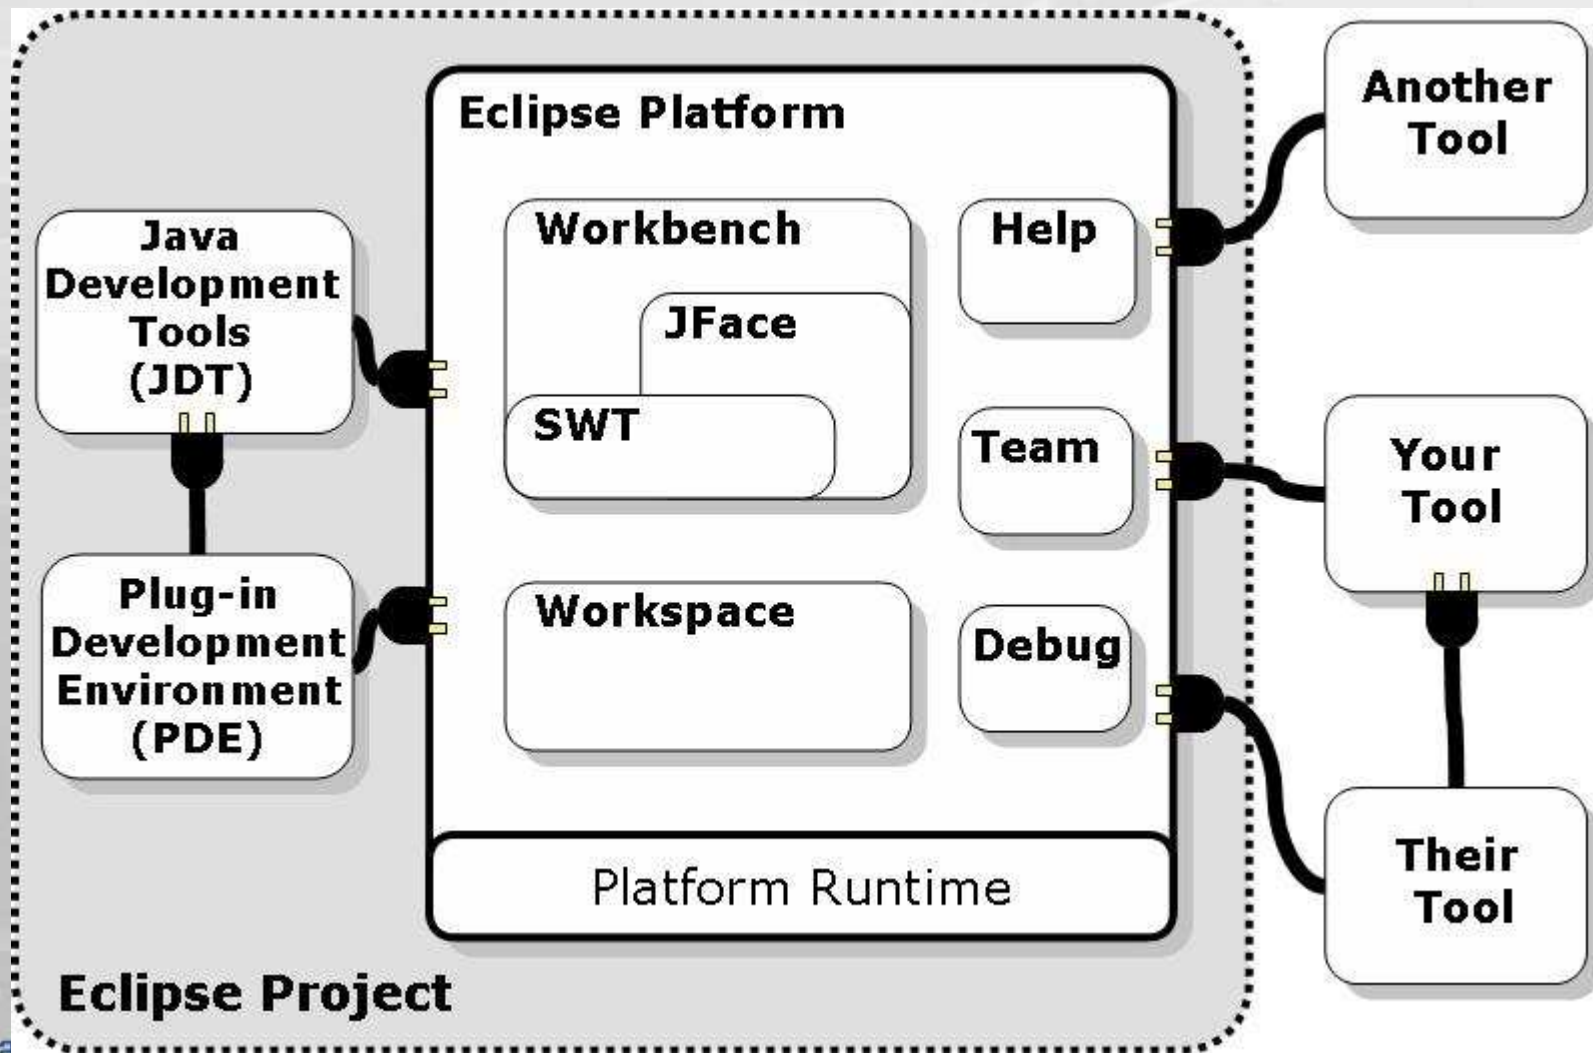 Eclipse Platform
Another
Tool
Java
Development
Tools
(JDT)
Workbench
JFace
SWT
Help
Team
Your
Tool
Plug-in
Development
Environment
(PDE)
Workspace
Debug
Their
Tool
Platform Runtime
Eclipse Project